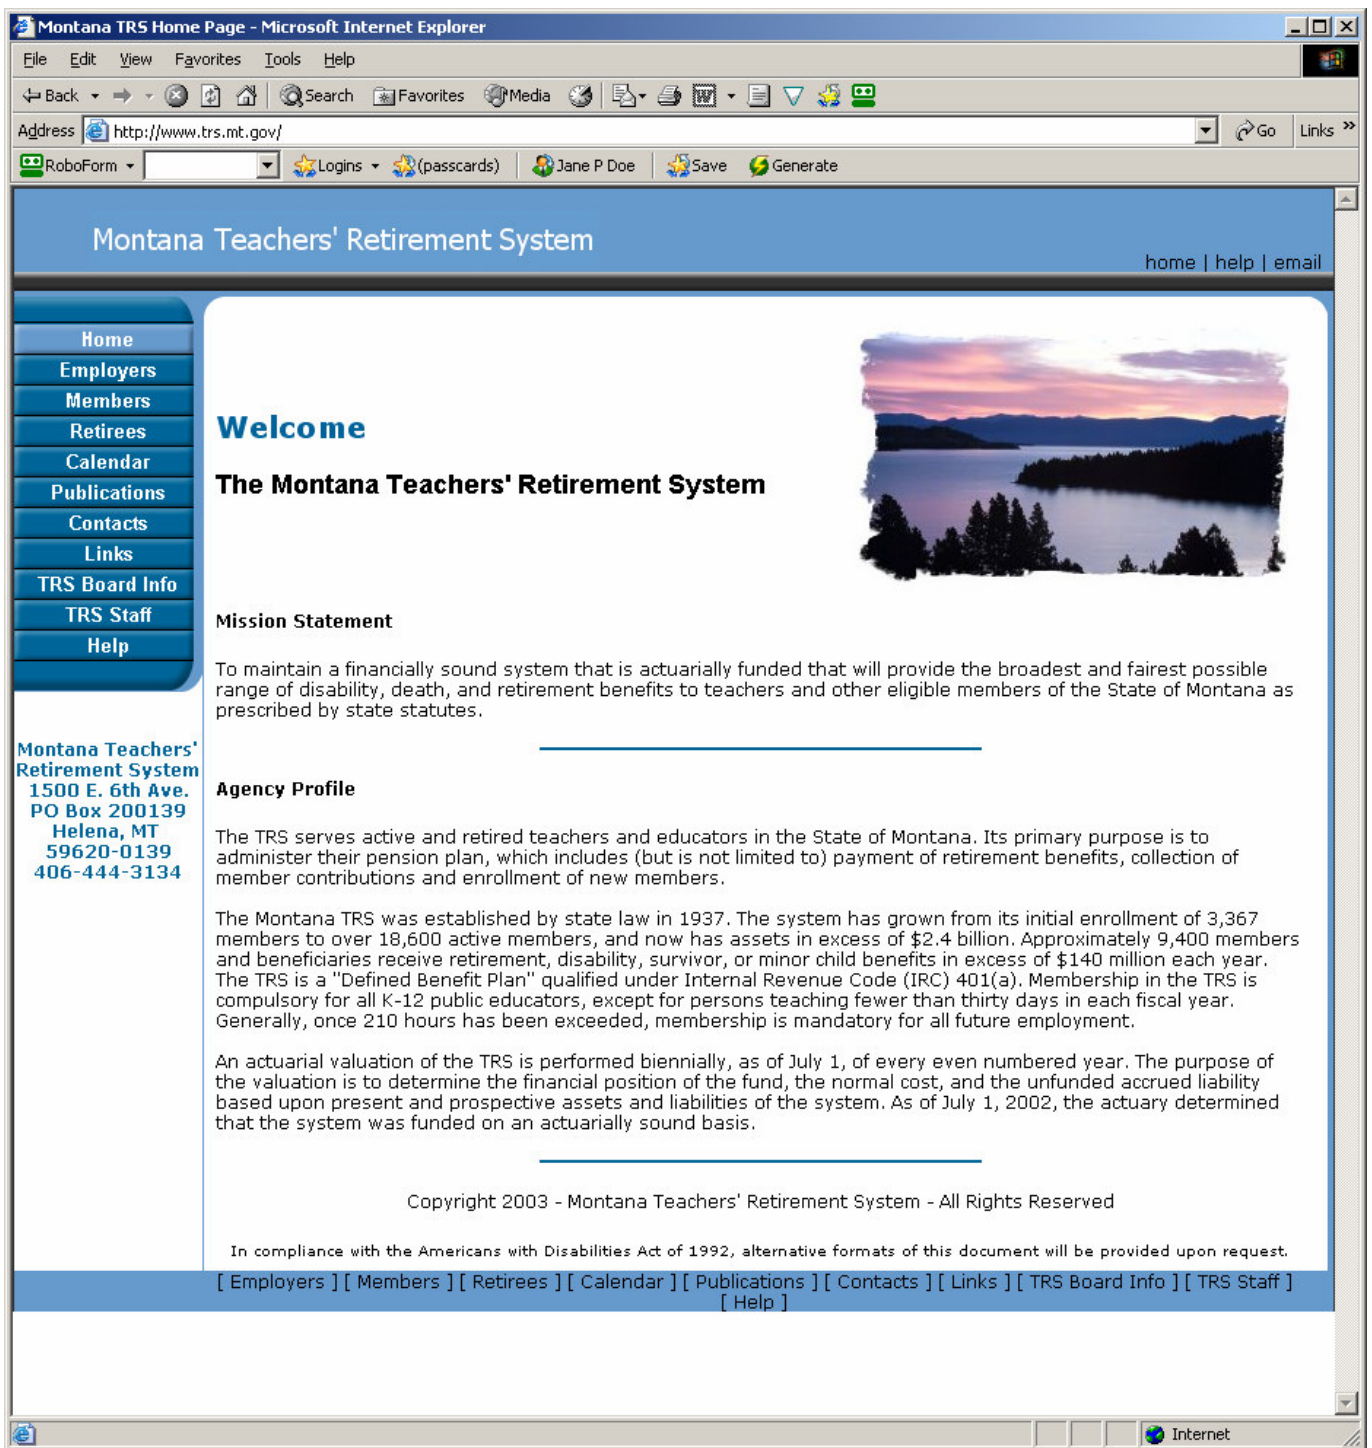 Montana TRS Home Page - Microsoft Internet Explorer
File Edit View Favorites Tools Help
Back Search Favorites Media
Address http://www.trs.mt.gov/ Go Links »
RoboForm Logins (passcards) Jane P Doe Save Generate
Montana Teachers' Retirement System
home | help | email
Home
Employers
Members
Retirees
Calendar
Publications
Contacts
Links
TRS Board Info
TRS Staff
Help
Montana Teachers'
Retirement System
1500 E. 6th Ave.
PO Box 200139
Helena, MT
59620-0139
406-444-3134
Welcome
The Montana Teachers' Retirement System
Mission Statement
To maintain a financially sound system that is actuarially funded that will provide the broadest and fairest possible
range of disability, death, and retirement benefits to teachers and other eligible members of the State of Montana as
prescribed by state statutes.
Agency Profile
The TRS serves active and retired teachers and educators in the State of Montana. Its primary purpose is to
administer their pension plan, which includes (but is not limited to) payment of retirement benefits, collection of
member contributions and enrollment of new members.
The Montana TRS was established by state law in 1937. The system has grown from its initial enrollment of 3,367
members to over 18,600 active members, and now has assets in excess of $2.4 billion. Approximately 9,400 members
and beneficiaries receive retirement, disability, survivor, or minor child benefits in excess of $140 million each year.
The TRS is a "Defined Benefit Plan" qualified under Internal Revenue Code (IRC) 401(a). Membership in the TRS is
compulsory for all K-12 public educators, except for persons teaching fewer than thirty days in each fiscal year.
Generally, once 210 hours has been exceeded, membership is mandatory for all future employment.
An actuarial valuation of the TRS is performed biennially, as of July 1, of every even numbered year. The purpose of
the valuation is to determine the financial position of the fund, the normal cost, and the unfunded accrued liability
based upon present and prospective assets and liabilities of the system. As of July 1, 2002, the actuary determined
that the system was funded on an actuarially sound basis.
Copyright 2003 - Montana Teachers' Retirement System - All Rights Reserved
In compliance with the Americans with Disabilities Act of 1992, alternative formats of this document will be provided upon request.
[ Employers ] [ Members ] [ Retirees ] [ Calendar ] [ Publications ] [ Contacts ] [ Links ] [ TRS Board Info ] [ TRS Staff ]
[ Help ]
Internet